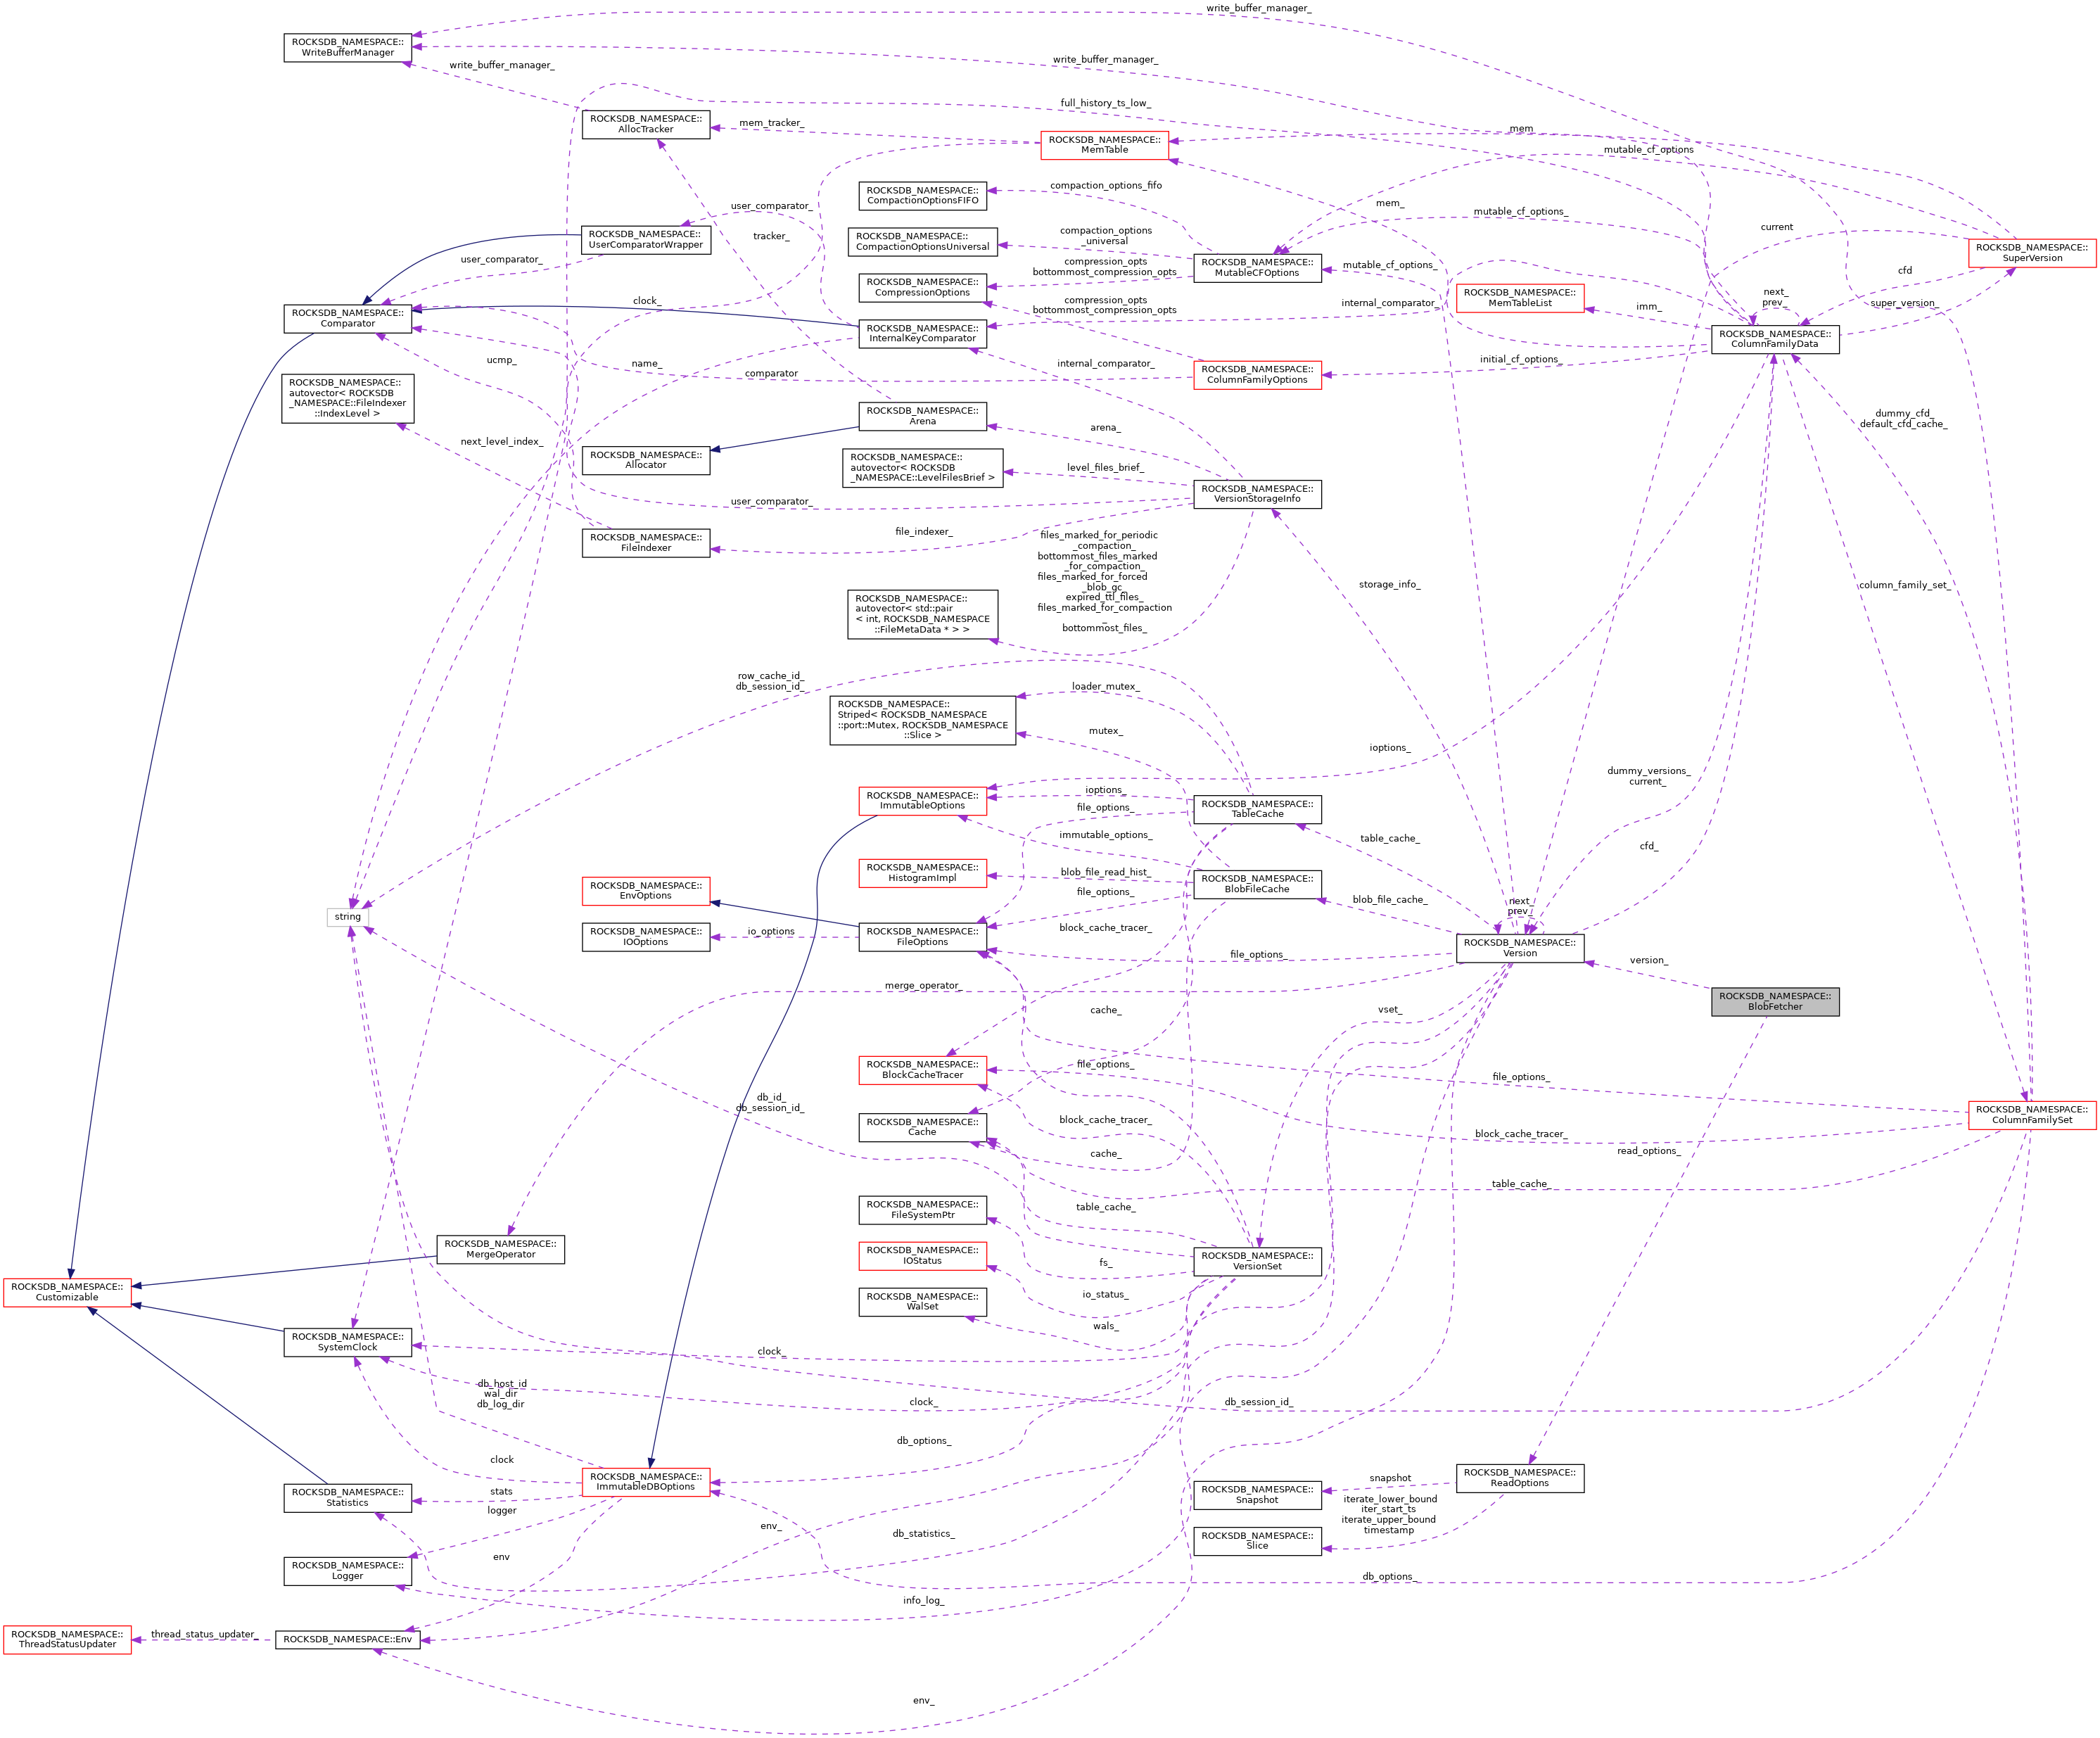 write_buffer_manager_
ROCKSDB_NAMESPACE::
WriteBufferManager
write_buffer_manager_
write_buffer_manager_
full_history_ts_low_
ROCKSDB_NAMESPACE::
AllocTracker
mem_tracker_
mem
ROCKSDB_NAMESPACE::
MemTable
mutable_cf_options
ROCKSDB_NAMESPACE::
CompactionOptionsFIFO
compaction_options_fifo
user_comparator_
mem_
mutable_cf_options_
current
ROCKSDB_NAMESPACE::
UserComparatorWrapper
tracker_
ROCKSDB_NAMESPACE::
CompactionOptionsUniversal
compaction_options
_universal
ROCKSDB_NAMESPACE::
SuperVersion
user_comparator_
compression_opts
bottommost_compression_opts
ROCKSDB_NAMESPACE::
MutableCFOptions
mutable_cf_options_
cfd
ROCKSDB_NAMESPACE::
CompressionOptions
ROCKSDB_NAMESPACE::
MemTableList
next_
prev_
clock_
compression_opts
bottommost_compression_opts
internal_comparator_
imm_
super_version_
ROCKSDB_NAMESPACE::
Comparator
ROCKSDB_NAMESPACE::
InternalKeyComparator
ROCKSDB_NAMESPACE::
ColumnFamilyData
ucmp_
name_
comparator
internal_comparator_
ROCKSDB_NAMESPACE::
ColumnFamilyOptions
initial_cf_options_
ROCKSDB_NAMESPACE::
autovector< ROCKSDB
_NAMESPACE::FileIndexer
::IndexLevel >
ROCKSDB_NAMESPACE::
Arena
arena_
dummy_cfd_
default_cfd_cache_
next_level_index_
ROCKSDB_NAMESPACE::
Allocator
ROCKSDB_NAMESPACE::
autovector< ROCKSDB
_NAMESPACE::LevelFilesBrief >
level_files_brief_
ROCKSDB_NAMESPACE::
VersionStorageInfo
user_comparator_
ROCKSDB_NAMESPACE::
FileIndexer
file_indexer_
files_marked_for_periodic
_compaction_
bottommost_files_marked
_for_compaction_
files_marked_for_forced
_blob_gc_
expired_ttl_files_
files_marked_for_compaction
_
bottommost_files_
storage_info_
column_family_set_
ROCKSDB_NAMESPACE::
autovector< std::pair
< int, ROCKSDB_NAMESPACE
::FileMetaData * > >
row_cache_id_
db_session_id_
loader_mutex_
ROCKSDB_NAMESPACE::
Striped< ROCKSDB_NAMESPACE
::port::Mutex, ROCKSDB_NAMESPACE
::Slice >
mutex_
ioptions_
dummy_versions_
current_
ROCKSDB_NAMESPACE::
ImmutableOptions
ioptions_
file_options_
ROCKSDB_NAMESPACE::
TableCache
immutable_options_
table_cache_
cfd_
ROCKSDB_NAMESPACE::
HistogramImpl
blob_file_read_hist_
ROCKSDB_NAMESPACE::
BlobFileCache
ROCKSDB_NAMESPACE::
EnvOptions
file_options_
blob_file_cache_
next_
prev_
string
ROCKSDB_NAMESPACE::
IOOptions
io_options
ROCKSDB_NAMESPACE::
FileOptions
block_cache_tracer_
file_options_
ROCKSDB_NAMESPACE::
Version
version_
merge_operator_
ROCKSDB_NAMESPACE::
BlobFetcher
cache_
vset_
ROCKSDB_NAMESPACE::
BlockCacheTracer
file_options_
file_options_
db_id_
db_session_id_
ROCKSDB_NAMESPACE::
Cache
block_cache_tracer_
block_cache_tracer_
ROCKSDB_NAMESPACE::
ColumnFamilySet
cache_
read_options_
table_cache_
ROCKSDB_NAMESPACE::
FileSystemPtr
table_cache_
ROCKSDB_NAMESPACE::
MergeOperator
ROCKSDB_NAMESPACE::
IOStatus
fs_
ROCKSDB_NAMESPACE::
VersionSet
ROCKSDB_NAMESPACE::
Customizable
ROCKSDB_NAMESPACE::
WalSet
io_status_
wals_
ROCKSDB_NAMESPACE::
SystemClock
clock_
db_host_id
wal_dir
db_log_dir
clock_
db_session_id_
db_options_
clock
ROCKSDB_NAMESPACE::
ImmutableDBOptions
ROCKSDB_NAMESPACE::
Statistics
stats
logger
ROCKSDB_NAMESPACE::
Snapshot
snapshot
ROCKSDB_NAMESPACE::
ReadOptions
iterate_lower_bound
iter_start_ts
iterate_upper_bound
timestamp
env_
db_statistics_
ROCKSDB_NAMESPACE::
Slice
env
ROCKSDB_NAMESPACE::
Logger
db_options_
info_log_
ROCKSDB_NAMESPACE::
ThreadStatusUpdater
thread_status_updater_
ROCKSDB_NAMESPACE::Env
env_